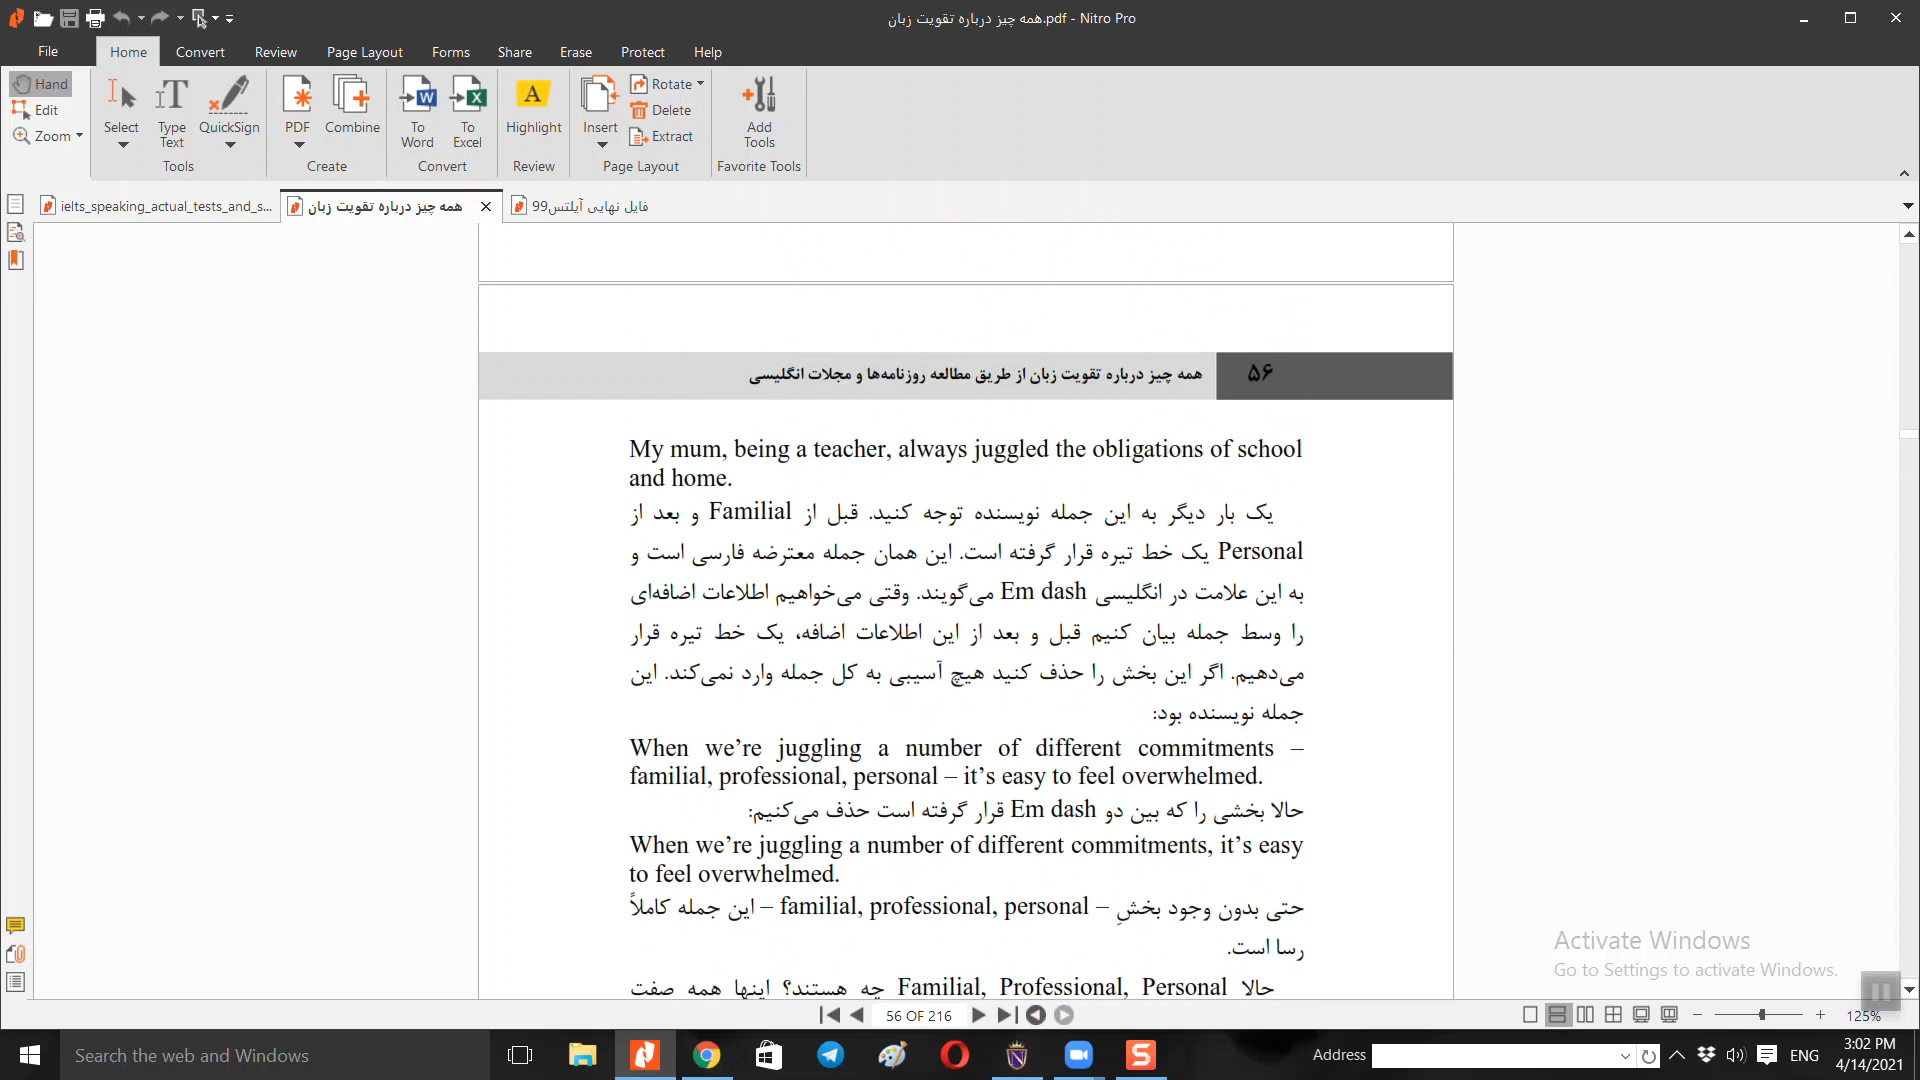 همه چیز درباره تقویت زبان.pdf - Nitro Pro
File Home Convert Review Page Layout Forms Share Erase Protect Help
Hand
Edit
Zoom
Select
Type Text
QuickSign
Tools
PDF
Combine
Create
To Word
To Excel
Convert
Highlight
Review
Insert
Rotate
Delete
Extract
Page Layout
Add Tools
Favorite Tools
ielts_speaking_actual_tests_and_s...
همه چیز درباره تقویت زبان
فایل نهایی آیلتس99
۵۶
همه چیز درباره تقویت زبان از طریق مطالعه روزنامه‌ها و مجلات انگلیسی
My mum, being a teacher, always juggled the obligations of school
and home.
یک بار دیگر به این جمله نویسنده توجه کنید. قبل از Familial و بعد از
Personal یک خط تیره قرار گرفته است. این همان جمله معترضه فارسی است و
به این علامت در انگلیسی Em dash می‌گویند. وقتی می‌خواهیم اطلاعات اضافه‌ای
را وسط جمله بیان کنیم قبل و بعد از این اطلاعات اضافه، یک خط تیره قرار
می‌دهیم. اگر این بخش را حذف کنید هیچ آسیبی به کل جمله وارد نمی‌کند. این
جمله نویسنده بود:
When we’re juggling a number of different commitments –
familial, professional, personal – it’s easy to feel overwhelmed.
حالا بخشی را که بین دو Em dash قرار گرفته است حذف می‌کنیم:
When we’re juggling a number of different commitments, it’s easy
to feel overwhelmed.
حتی بدون وجود بخشِ – familial, professional, personal – این جمله کاملاً
رسا است.
حالا Familial, Professional, Personal چه هستند؟ اینها همه صفت
Activate Windows
Go to Settings to activate Windows.
56 OF 216
125%
Search the web and Windows
Address
ENG
3:02 PM
4/14/2021